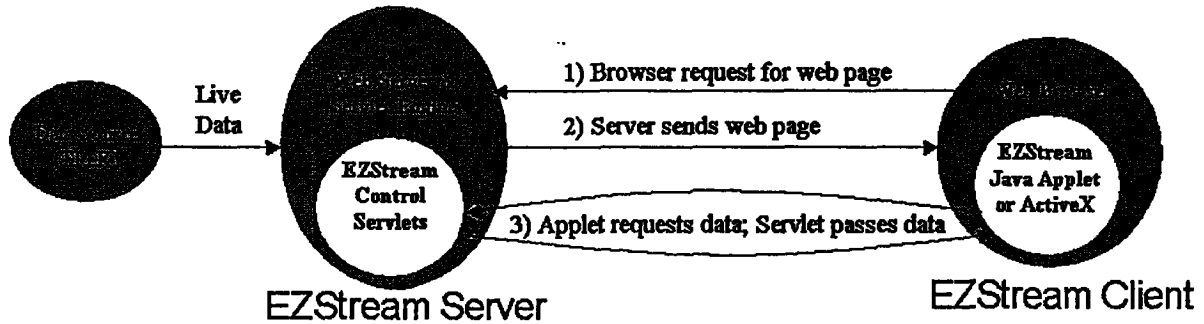 1) Browser request for web page
Live
Data
2) Server sends web page
EZStream
Control
Servlets
EZStream
Java Applet
or ActiveX
3) Applet requests data; Servlet passes data
EZStream Server
EZStream Client